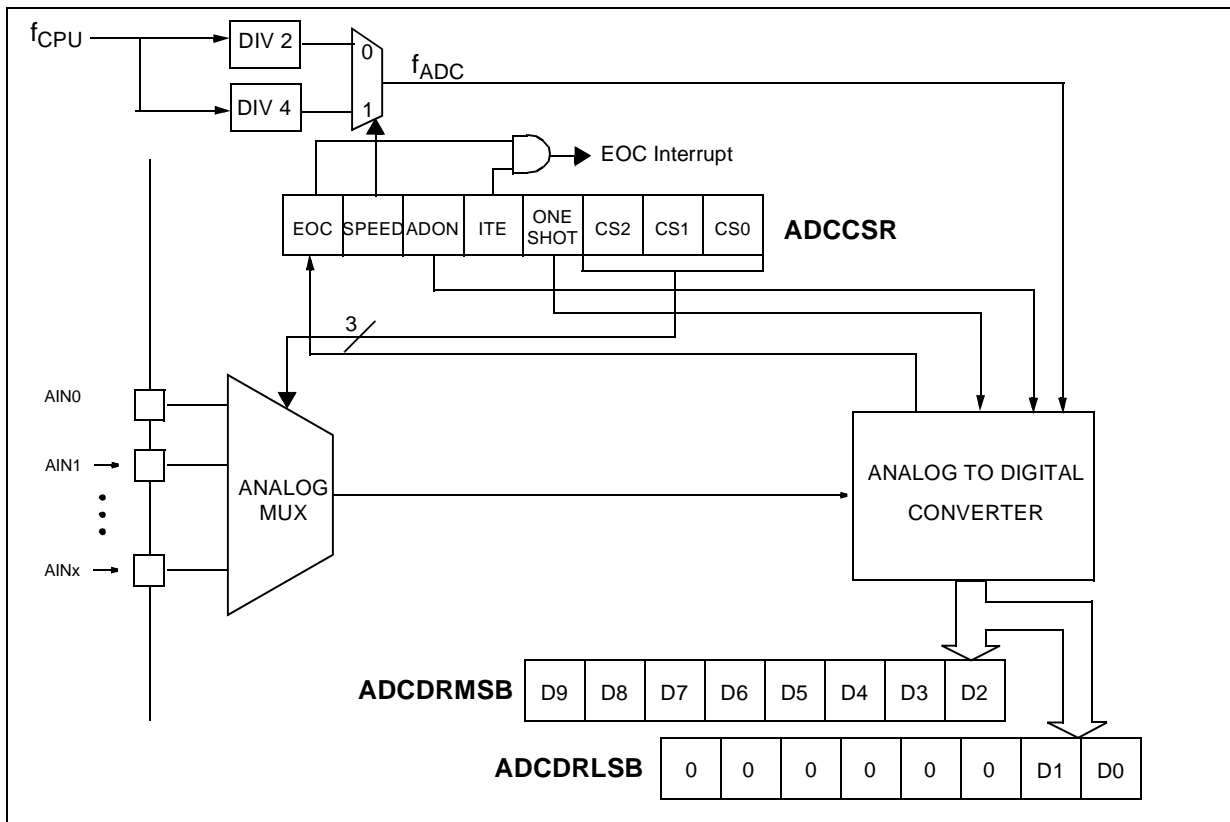 fCPU
DIV 2
0
fADC
DIV 4
1
EOC Interrupt
EOC SPEED ADON ITE ONE SHOT CS2 CS1 CS0 ADCCSR
3
AIN0
AIN1
ANALOG
MUX
ANALOG TO DIGITAL
CONVERTER
AINx
ADCDRMSB D9 D8 D7 D6 D5 D4 D3 D2
ADCDRLSB 0 0 0 0 0 0 D1 D0